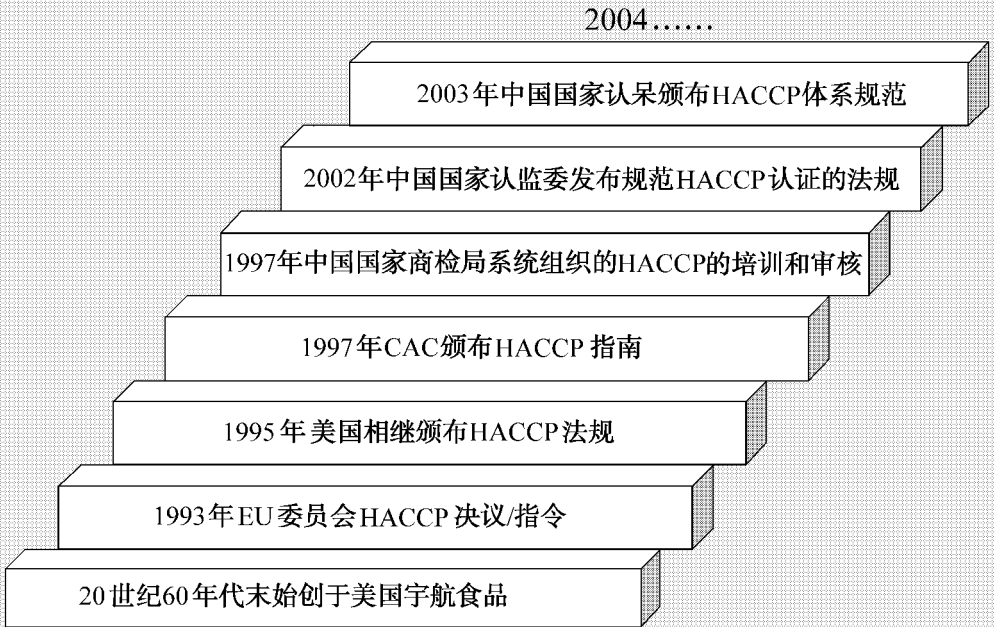 2004……
2003年中国国家认呆颁布HACCP体系规范
2002年中国国家认监委发布规范HACCP认证的法规
1997年中国国家商检局系统组织的HACCP的培训和审核
1997年CAC颁布HACCP 指南
1995年美国相继颁布HACCP法规
1993年EU委员会HACCP 决议/指令
20世纪60年代末始创于美国宇航食品